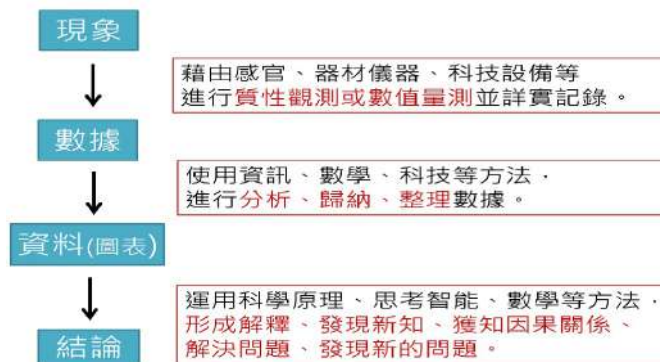 現象
藉由感官、器材儀器、科技設備等
進行質性觀測或數值量測並詳實記錄。
數據
使用資訊、數學、科技等方法，
進行分析、歸納、整理數據。
資料(圖表)
運用科學原理、思考智能、數學等方法，
形成解釋、發現新知、獲知因果關係、
解決問題、發現新的問題。
結論